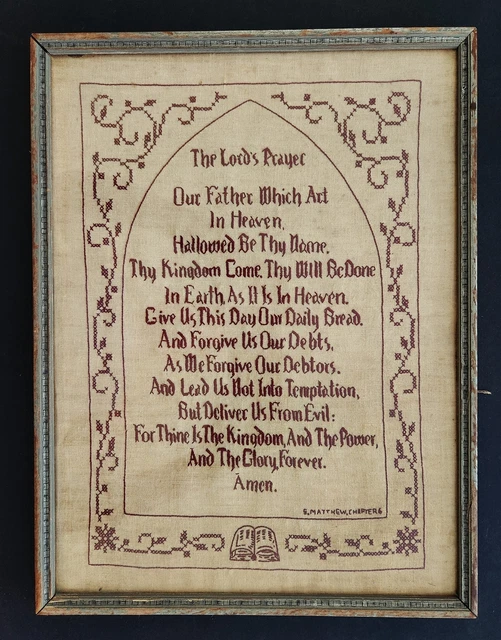 The Lord's Prayer
Our Father Which Art
In Heaven,
Hallowed Be Thy Name,
Thy Kingdom Come, Thy Will Be Done
In Earth, As It Is In Heaven.
Give Us This Day Our Daily Bread.
And Forgive Us Our Debts,
As We Forgive Our Debtors.
And Lead Us Not Into Temptation,
But Deliver Us From Evil:
For Thine Is The Kingdom, And The Power,
And The Glory, Forever.
Amen.
S. MATTHEW, CHAPTER 6